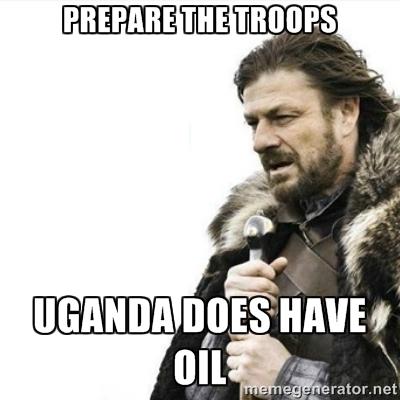 PREPARE THE TROOPS
UGANDA DOES HAVE
OIL
memegenerator.net